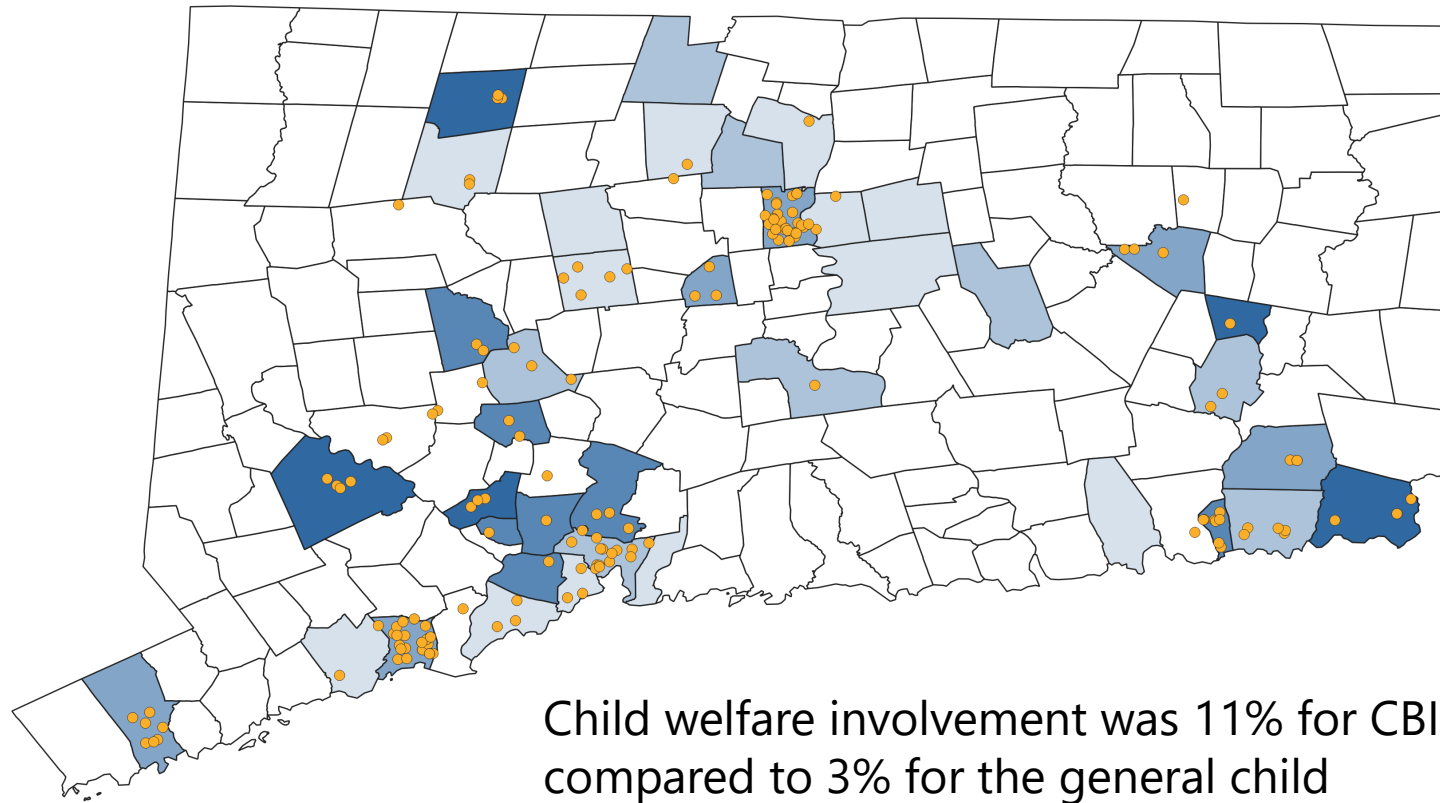 Child welfare involvement was 11% for CBI
compared to 3% for the general child